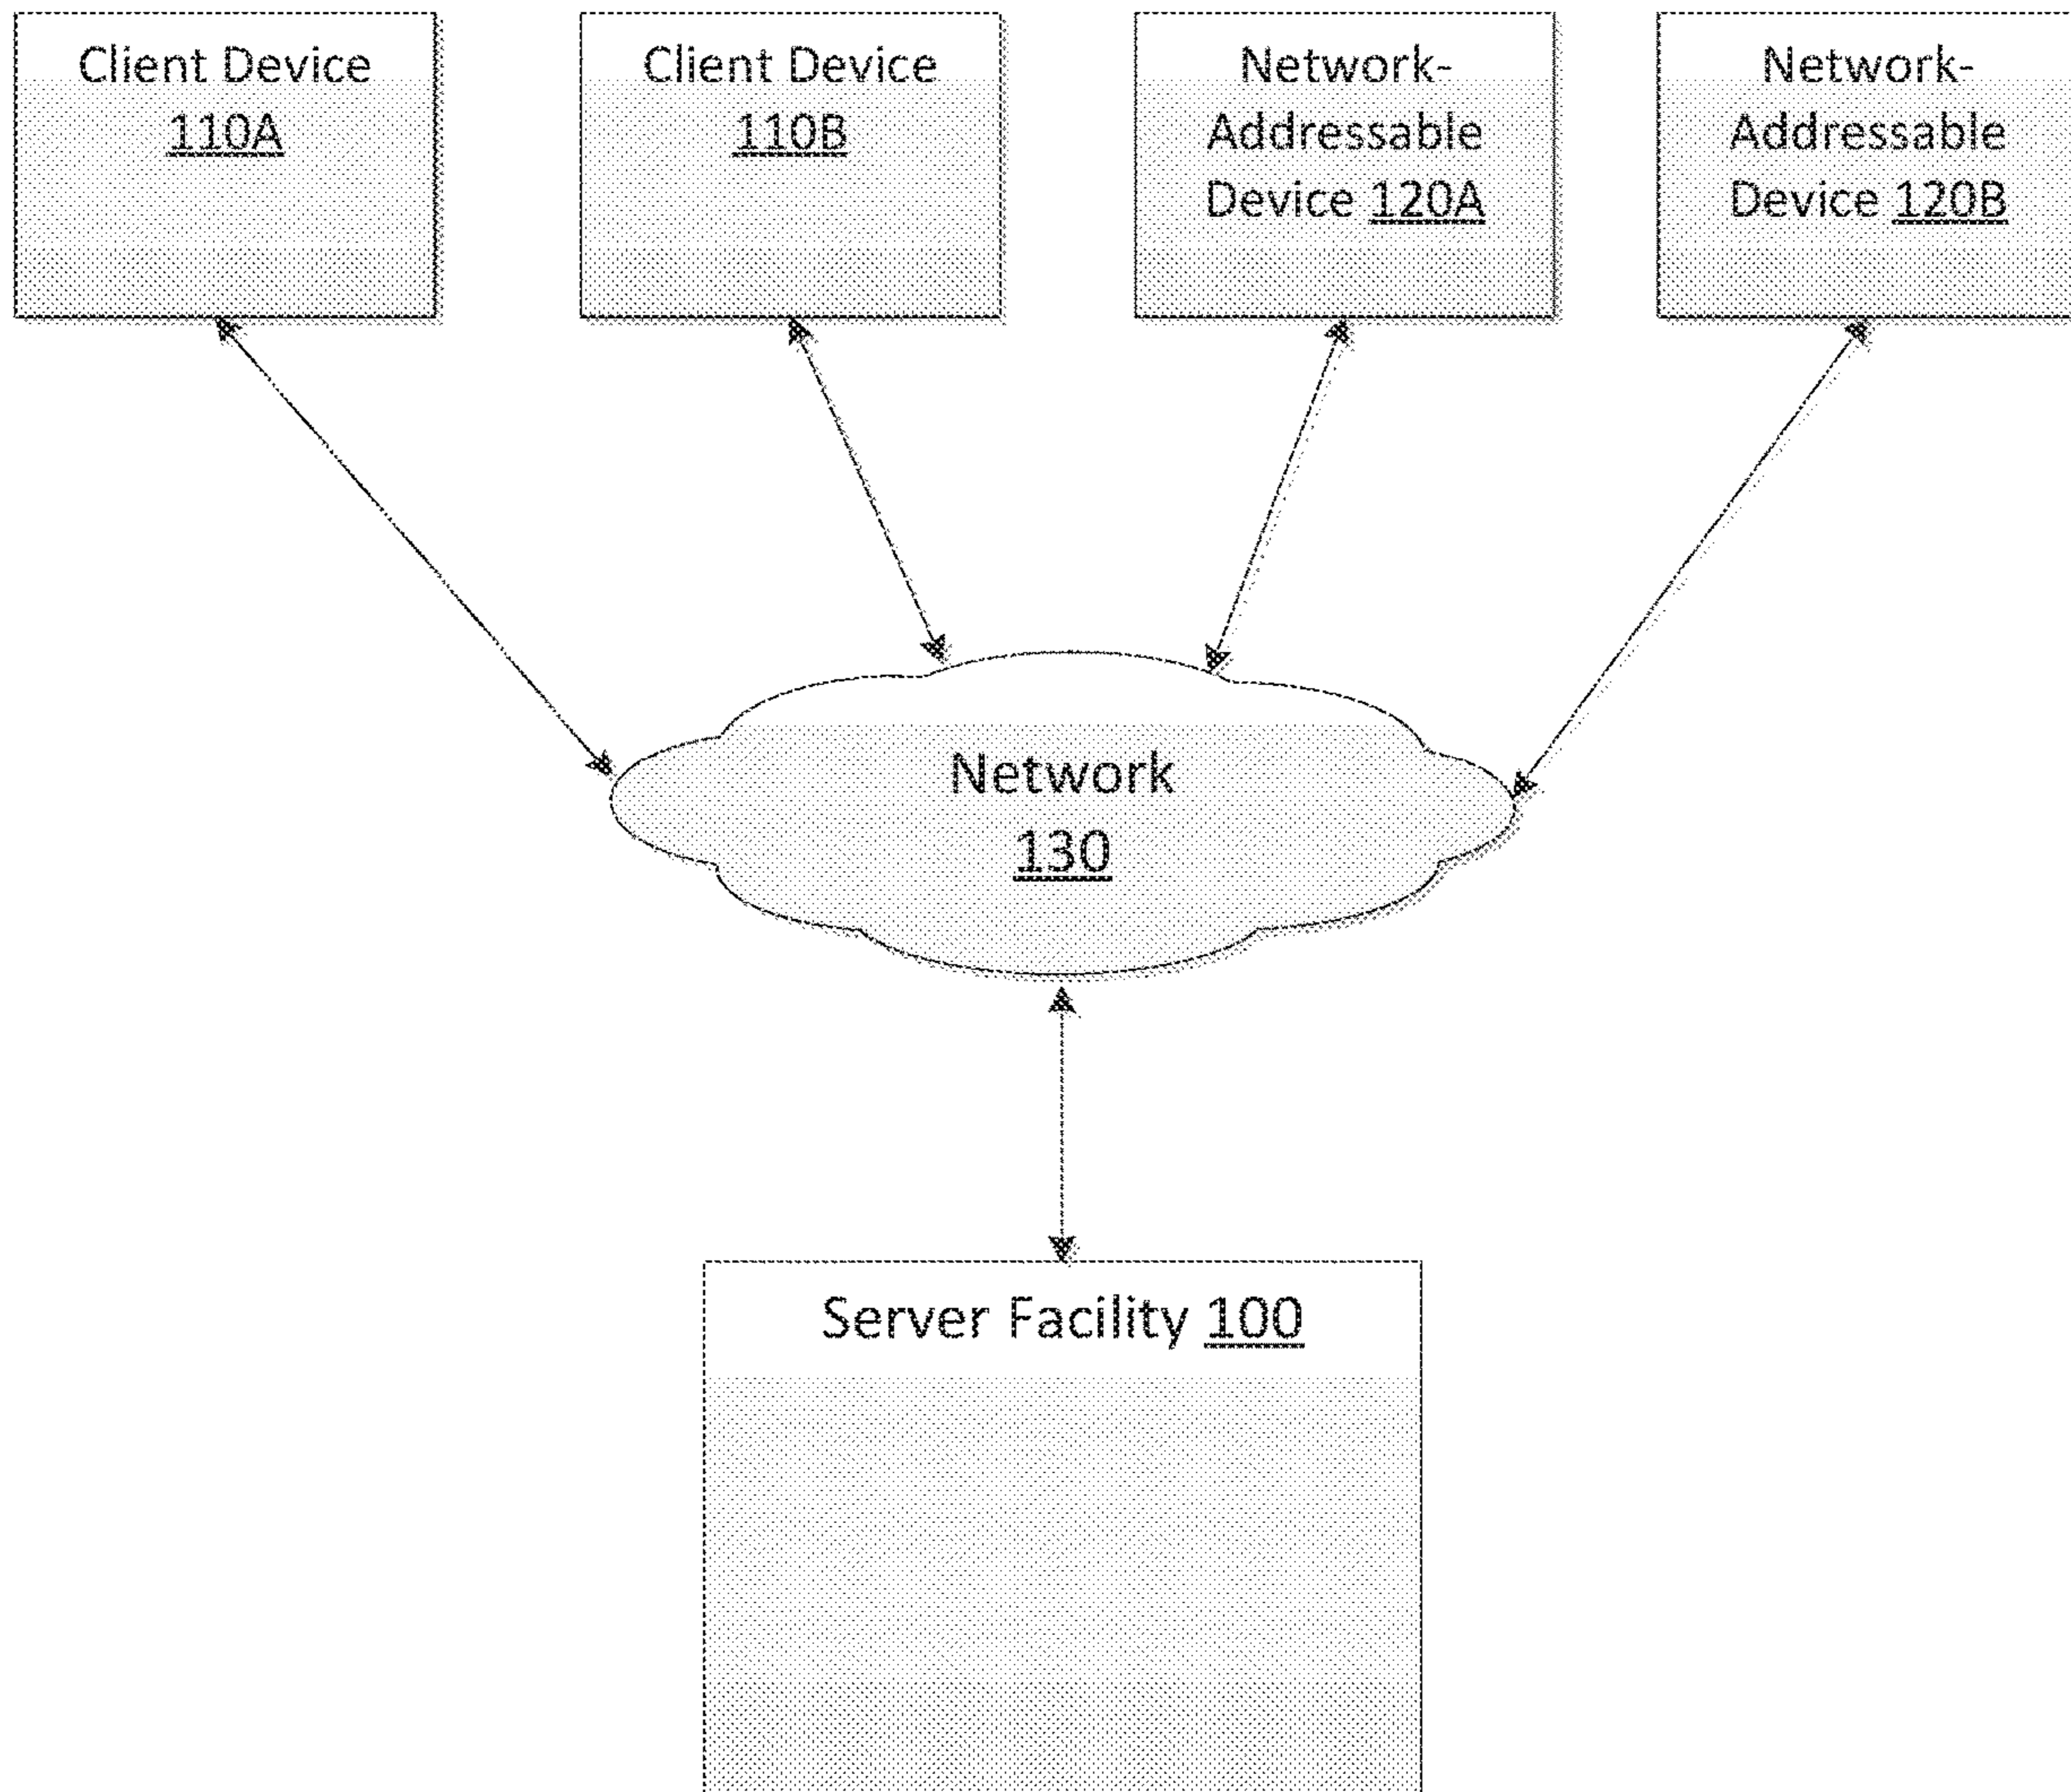 Client Device
110A
Client Device
110B
Network-
Addressable
Device 120A
Network-
Addressable
Device 120B
Network
130
Server Facility 100